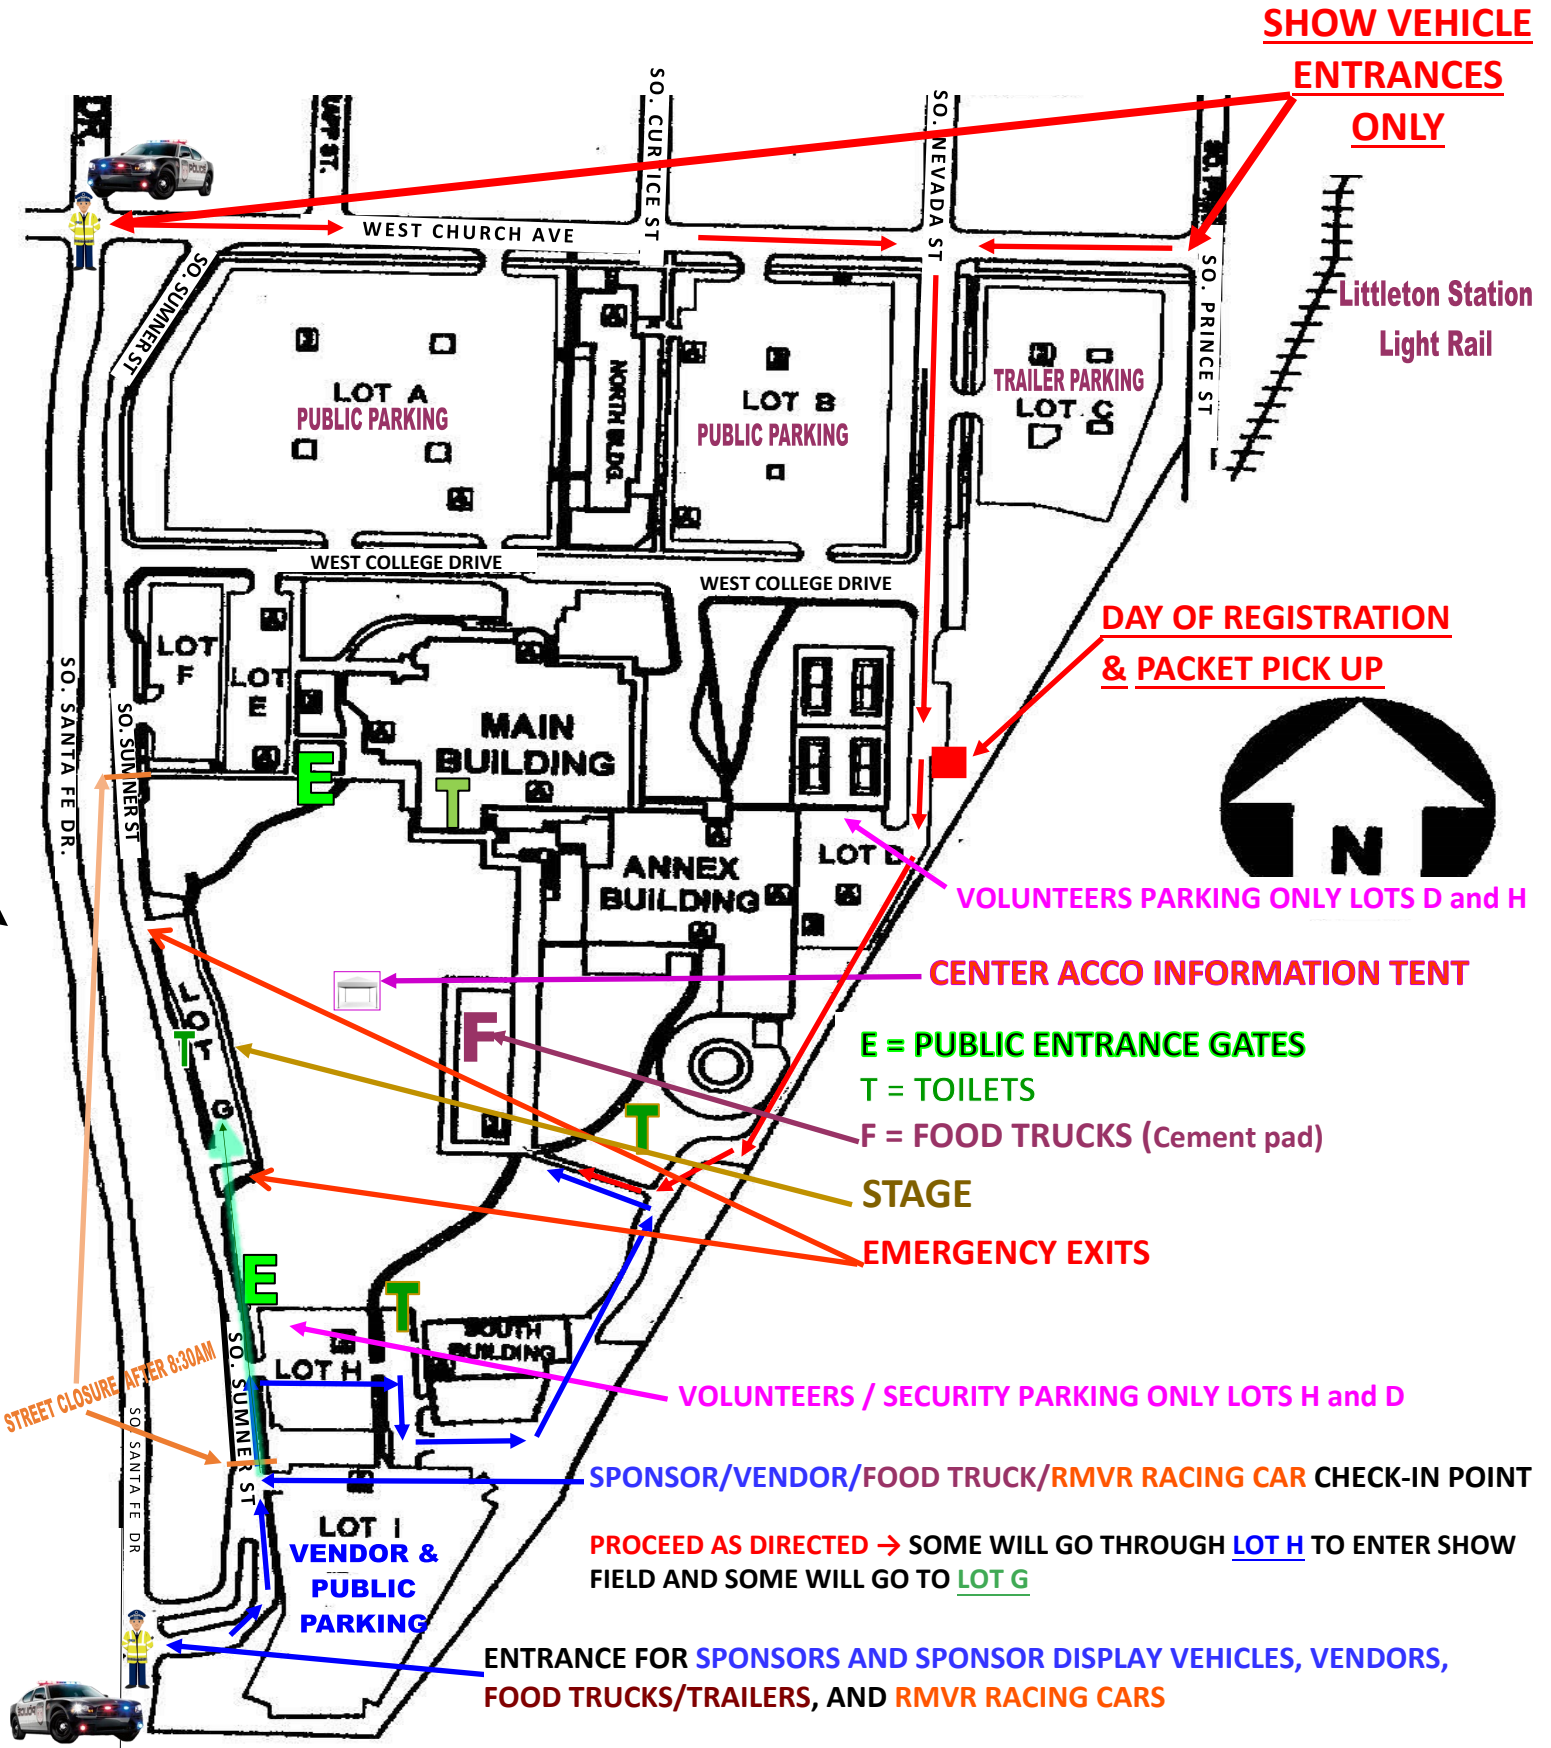 SHOW VEHICLE
ENTRANCES
ONLY
DR.
ST.
SO. CURTICE ST
SO. NEVADA ST
SO. PRINCE ST
WEST CHURCH AVE
SO. SUMNER ST
Littleton Station
Light Rail
LOT A
PUBLIC PARKING
NORTH BLDG.
LOT B
PUBLIC PARKING
TRAILER PARKING
LOT C
WEST COLLEGE DRIVE
WEST COLLEGE DRIVE
DAY OF REGISTRATION
& PACKET PICK UP
LOT
F
LOT
E
SO. SANTA FE DR.
SO. SUMNER ST
MAIN
BUILDING
E
T
N
ANNEX
BUILDING
LOT D
VOLUNTEERS PARKING ONLY LOTS D and H
CENTER ACCO INFORMATION TENT
LOT
G
T
F
E = PUBLIC ENTRANCE GATES
T = TOILETS
F = FOOD TRUCKS (Cement pad)
T
STAGE
EMERGENCY EXITS
E
T
SOUTH
BUILDING
LOT H
STREET CLOSURE AFTER 8:30AM
SO. SUMNER ST
SO. SANTA FE DR
VOLUNTEERS / SECURITY PARKING ONLY LOTS H and D
SPONSOR/VENDOR/FOOD TRUCK/RMVR RACING CAR CHECK-IN POINT
LOT I
VENDOR &
PUBLIC
PARKING
PROCEED AS DIRECTED → SOME WILL GO THROUGH LOT H TO ENTER SHOW
FIELD AND SOME WILL GO TO LOT G
ENTRANCE FOR SPONSORS AND SPONSOR DISPLAY VEHICLES, VENDORS,
FOOD TRUCKS/TRAILERS, AND RMVR RACING CARS